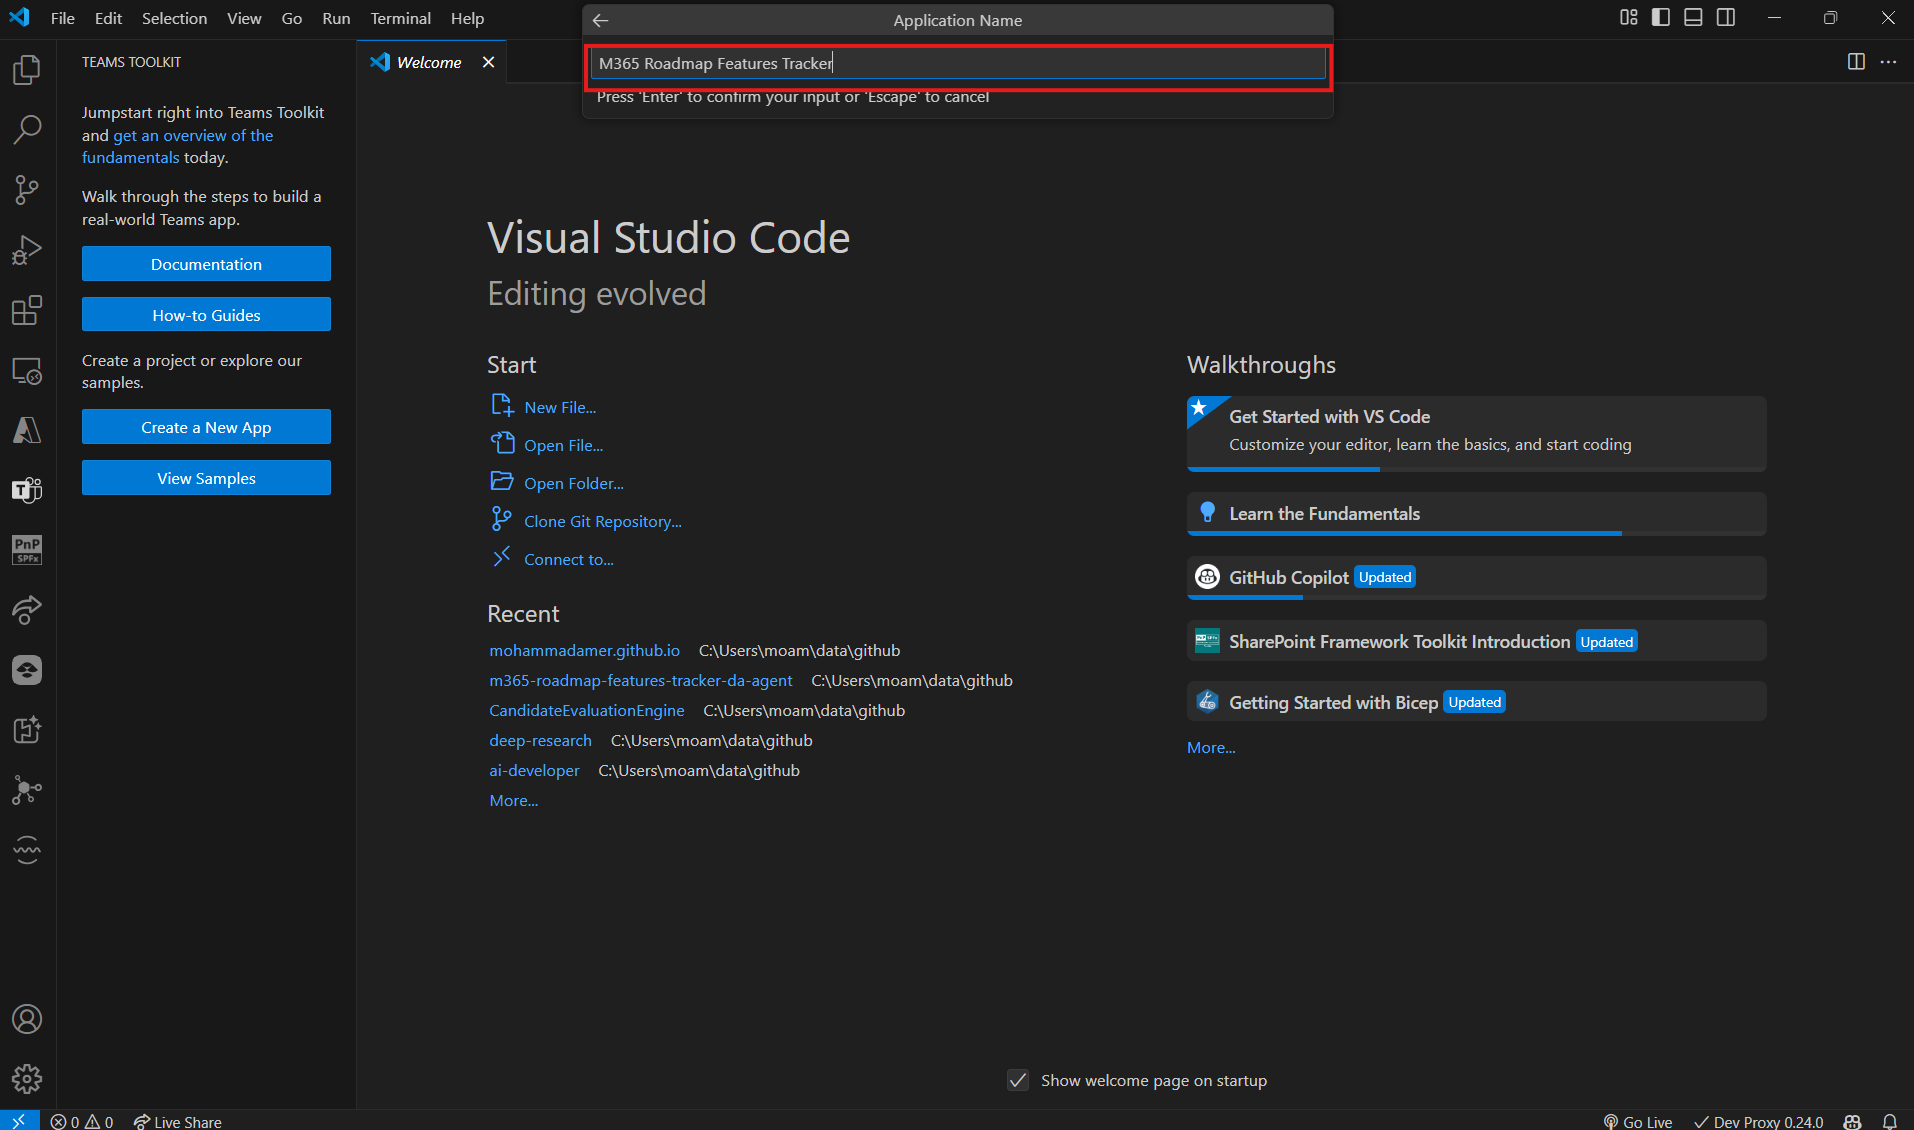 File Edit Selection View Go Run Terminal Help
Application Name
M365 Roadmap Features Tracker
Press 'Enter' to confirm your input or 'Escape' to cancel
TEAMS TOOLKIT
Jumpstart right into Teams Toolkit
and get an overview of the
fundamentals today.
Walk through the steps to build a
real-world Teams app.
Documentation
How-to Guides
Create a project or explore our
samples.
Create a New App
View Samples
T
PnP
SPFx
Welcome
Visual Studio Code
Editing evolved
Start
New File...
Open File...
Open Folder...
Clone Git Repository...
Connect to...
Recent
mohammadamer.github.io C:\Users\moam\data\github
m365-roadmap-features-tracker-da-agent C:\Users\moam\data\github
CandidateEvaluationEngine C:\Users\moam\data\github
deep-research C:\Users\moam\data\github
ai-developer C:\Users\moam\data\github
More...
Walkthroughs
Get Started with VS Code
Customize your editor, learn the basics, and start coding
Learn the Fundamentals
GitHub Copilot Updated
SharePoint Framework Toolkit Introduction Updated
Getting Started with Bicep Updated
More...
Show welcome page on startup
0 0 Live Share
Go Live Dev Proxy 0.24.0